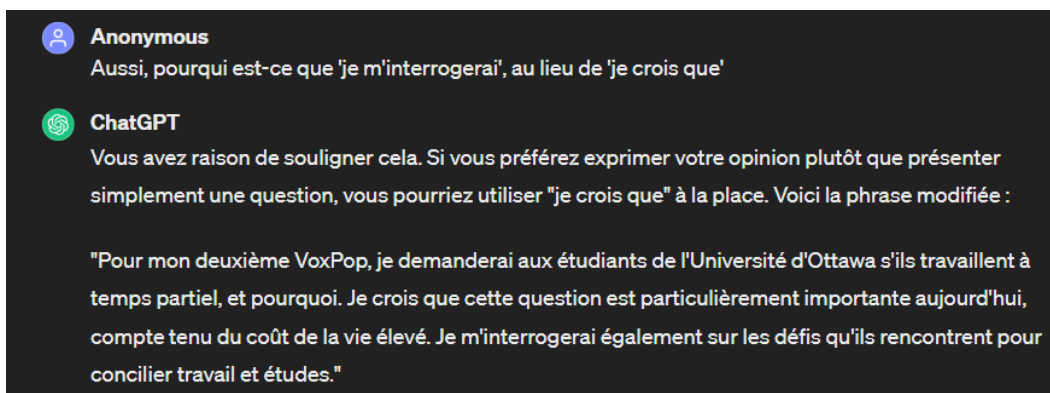 Anonymous
Aussi, pourqui est-ce que 'je m'interrogerai', au lieu de 'je crois que'
ChatGPT
Vous avez raison de souligner cela. Si vous préférez exprimer votre opinion plutôt que présenter
simplement une question, vous pourriez utiliser "je crois que" à la place. Voici la phrase modifiée :
"Pour mon deuxième VoxPop, je demanderai aux étudiants de l'Université d'Ottawa s'ils travaillent à
temps partiel, et pourquoi. Je crois que cette question est particulièrement importante aujourd'hui,
compte tenu du coût de la vie élevé. Je m'interrogerai également sur les défis qu'ils rencontrent pour
concilier travail et études."